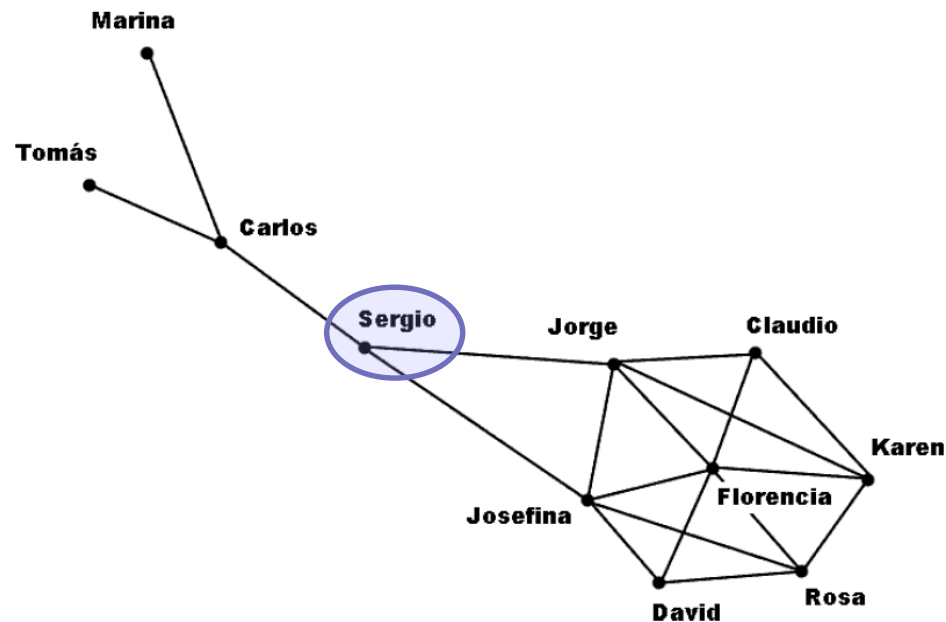 Marina
Tomás
Carlos
Sergio
Jorge
Claudio
Karen
Florencia
Josefina
Rosa
David